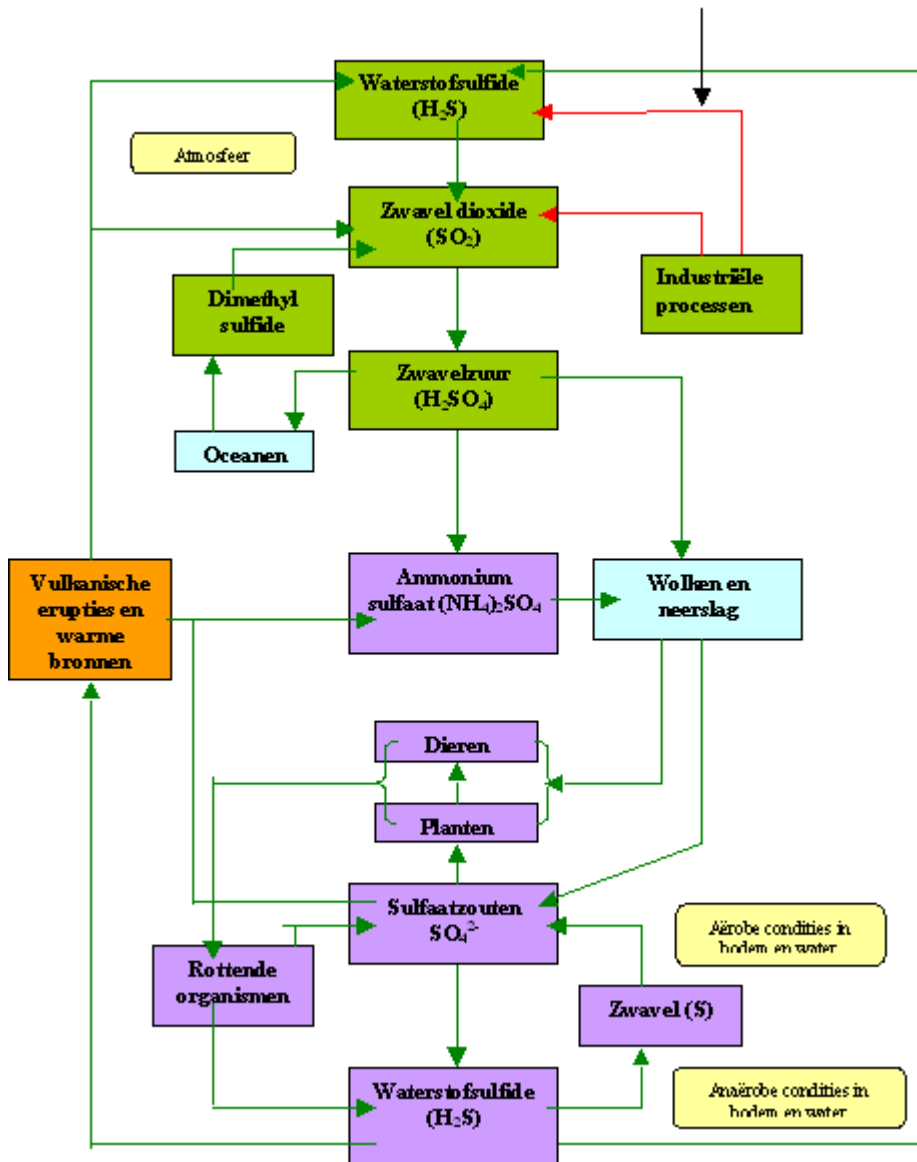 Waterstofsulfide
(H₂S)
Atmosfeer
Zwavel dioxide
(SO₂)
Dimethyl
sulfide
Industriële
processen
Zwavelzuur
(H₂SO₄)
Oceanen
Vulkanische
erupties en
warme
bronnen
Ammonium
sulfaat (NH₄)₂SO₄
Wolken en
neerslag
Dieren
Planten
Sulfaatzouten
SO₄²⁻
Aërobe condities in
bodem en water
Rottende
organismen
Zwavel (S)
Waterstofsulfide
(H₂S)
Anaërobe condities in
bodem en water